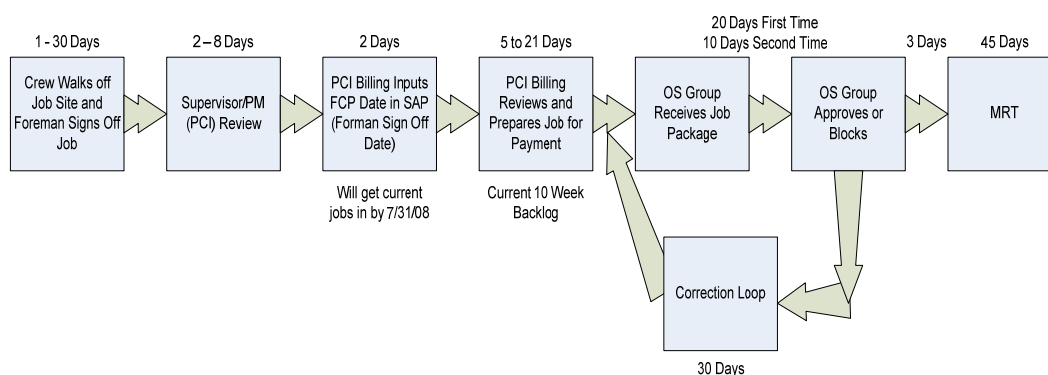 20 Days First Time
1 - 30 Days
2 – 8 Days
2 Days
5 to 21 Days
10 Days Second Time
3 Days
45 Days
Crew Walks off
Job Site and
Foreman Signs Off
Job
Supervisor/PM
(PCI) Review
PCI Billing Inputs
FCP Date in SAP
(Forman Sign Off
Date)
PCI Billing
Reviews and
Prepares Job for
Payment
OS Group
Receives Job
Package
OS Group
Approves or
Blocks
MRT
Will get current
jobs in by 7/31/08
Current 10 Week
Backlog
Correction Loop
30 Days